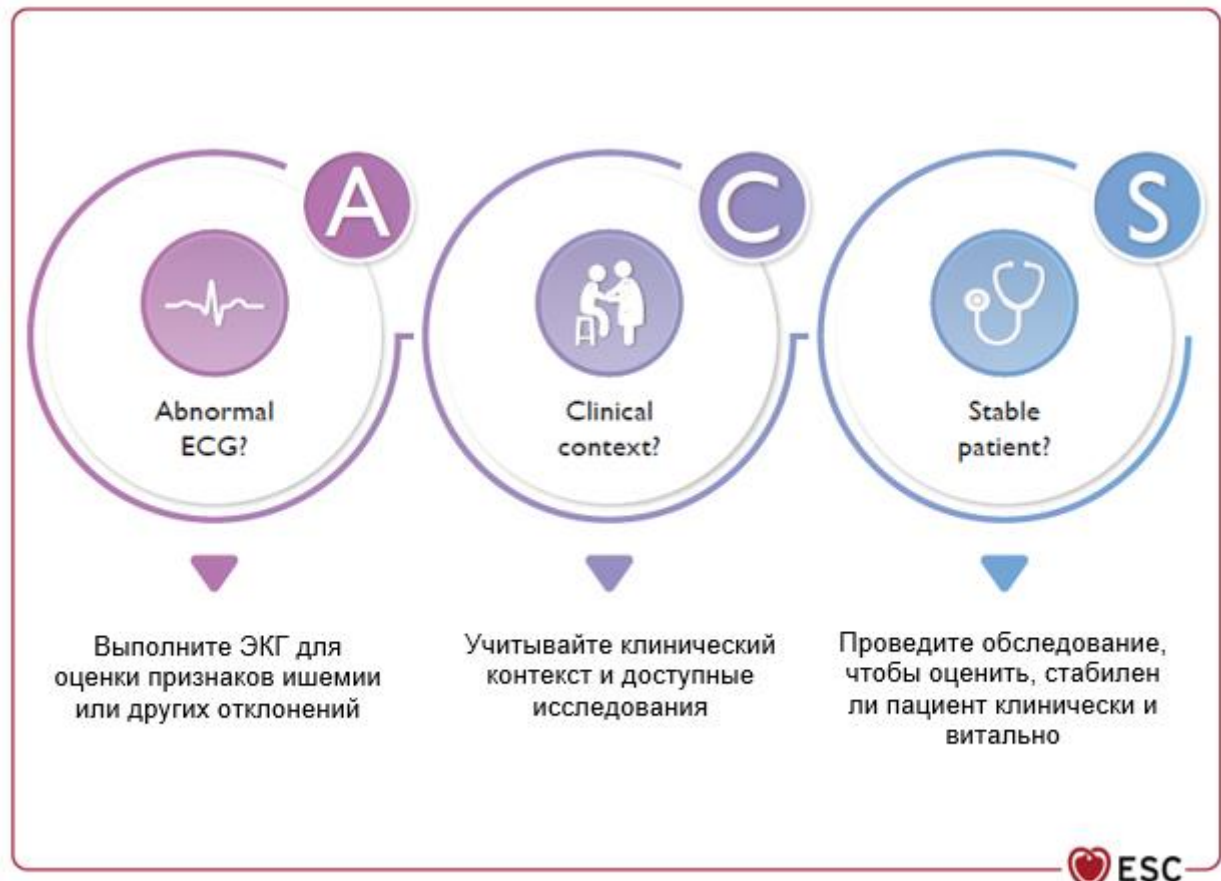 A
C
S
Abnormal
ECG?
Clinical
context?
Stable
patient?
Выполните ЭКГ для
оценки признаков ишемии
или других отклонений
Учитывайте клинический
контекст и доступные
исследования
Проведите обследование,
чтобы оценить, стабилен
ли пациент клинически и
витально
ESC